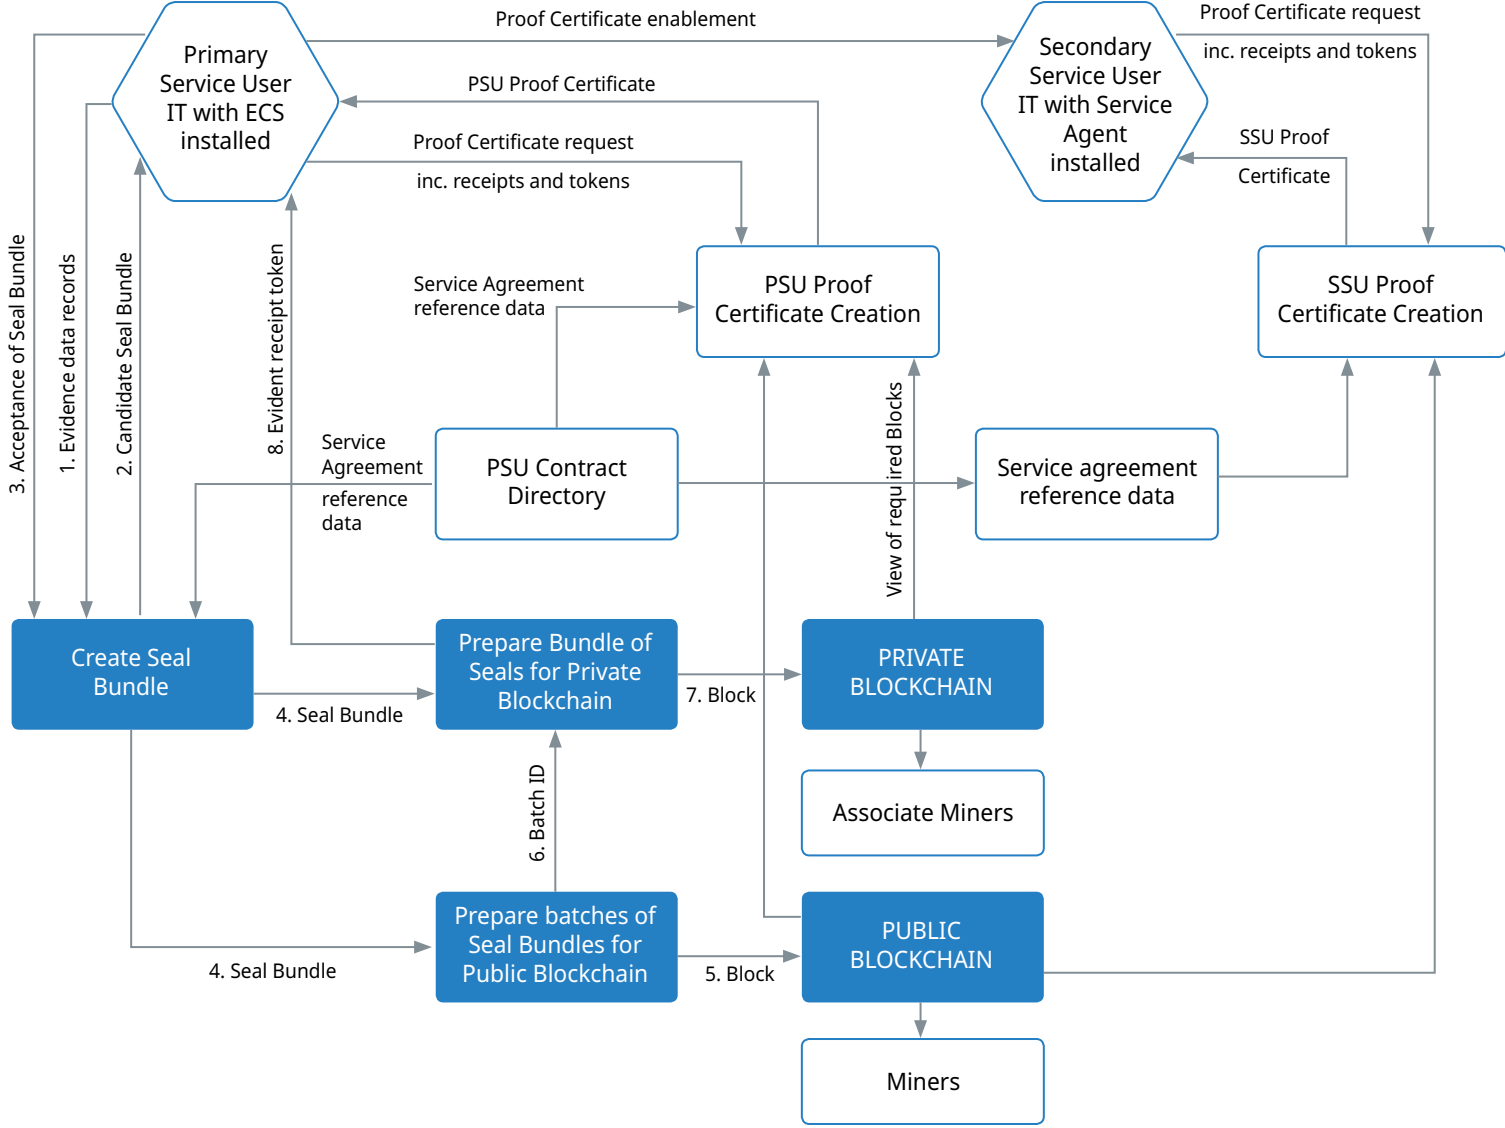 Proof Certificate enablement
Proof Certificate request
inc. receipts and tokens
Primary
Service User
IT with ECS
installed
Secondary
Service User
IT with Service
Agent
installed
PSU Proof Certificate
Proof Certificate request
inc. receipts and tokens
SSU Proof
Certificate
3. Acceptance of Seal Bundle
1. Evidence data records
2. Candidate Seal Bundle
8. Evident receipt token
Service Agreement
reference data
PSU Proof
Certificate Creation
SSU Proof
Certificate Creation
View of required Blocks
Service
Agreement
reference
data
PSU Contract
Directory
Service agreement
reference data
Create Seal
Bundle
4. Seal Bundle
Prepare Bundle of
Seals for Private
Blockchain
7. Block
PRIVATE
BLOCKCHAIN
6. Batch ID
Associate Miners
4. Seal Bundle
Prepare batches of
Seal Bundles for
Public Blockchain
5. Block
PUBLIC
BLOCKCHAIN
Miners